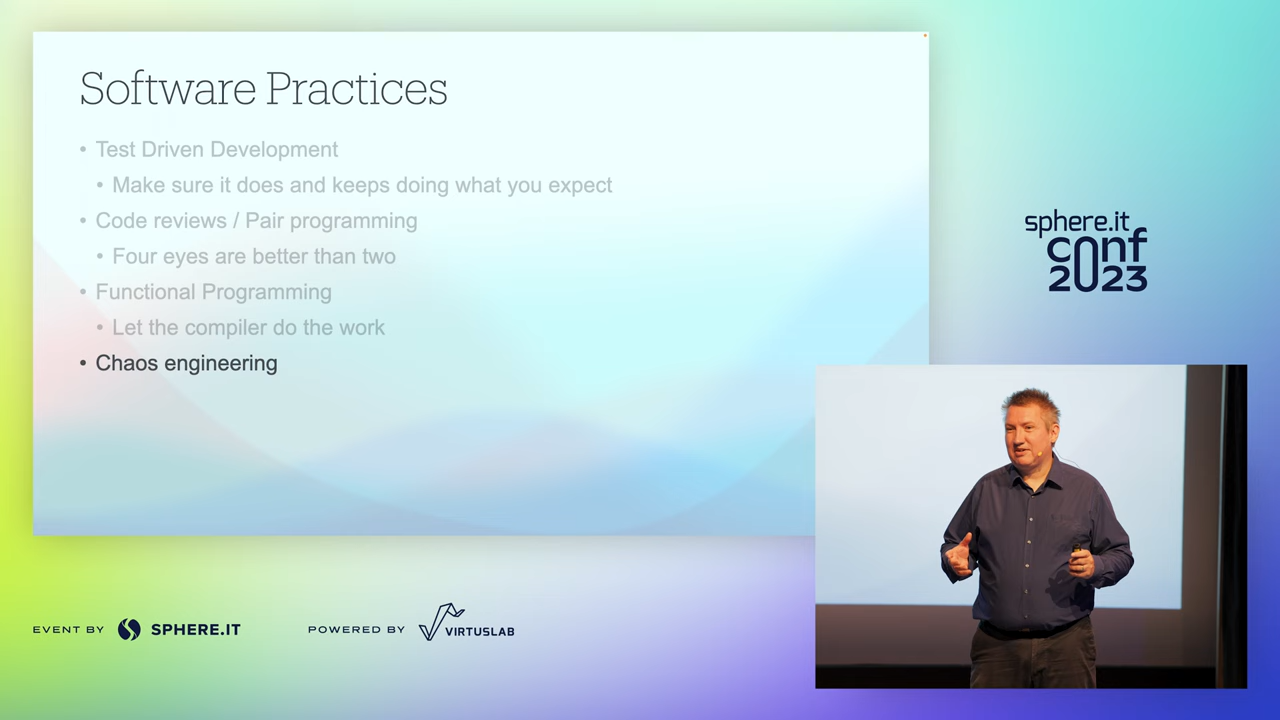 Software Practices
• Test Driven Development
• Make sure it does and keeps doing what you expect
• Code reviews / Pair programming
• Four eyes are better than two
• Functional Programming
• Let the compiler do the work
• Chaos engineering
sphere.it
conf
2023
EVENT BY SPHERE.IT
POWERED BY VIRTUSLAB